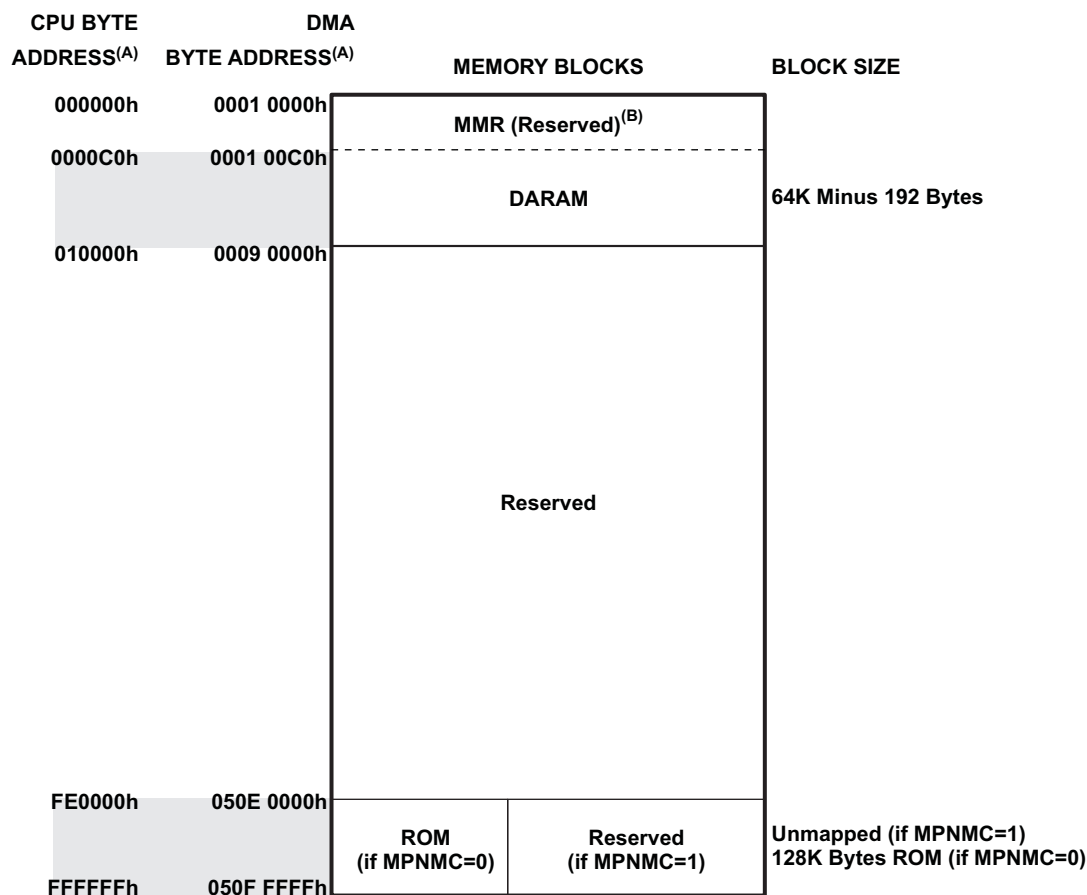 CPU BYTE ADDRESS(A)
DMA BYTE ADDRESS(A)
MEMORY BLOCKS
BLOCK SIZE
000000h 0001 0000h
MMR (Reserved)(B)
0000C0h 0001 00C0h
DARAM
64K Minus 192 Bytes
010000h 0009 0000h
Reserved
FE0000h 050E 0000h
ROM
(if MPNMC=0)
Reserved
(if MPNMC=1)
Unmapped (if MPNMC=1)
128K Bytes ROM (if MPNMC=0)
FFFFFFh 050F FFFFh